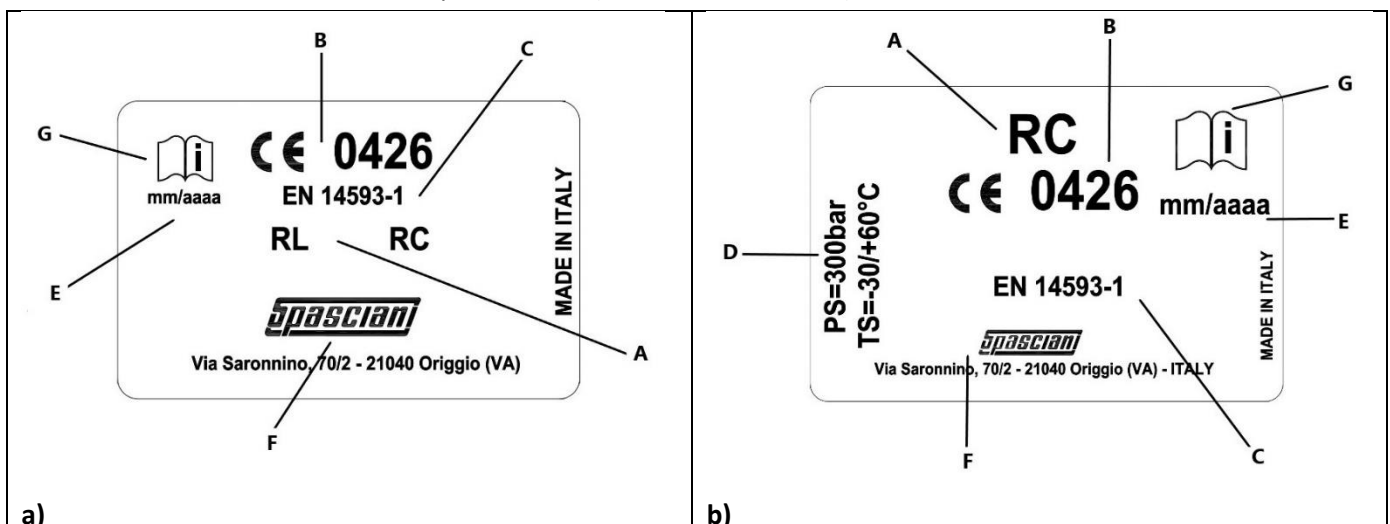 B
C
G
CE 0426
i
mm/aaaa
EN 14593-1
RL RC
MADE IN ITALY
E
A
spasciani
Via Saronnino, 70/2 - 21040 Origgio (VA)
F
a)
B
A
G
RC
i
CE 0426
mm/aaaa
E
D
PS=300bar
TS=-30/+60°C
EN 14593-1
MADE IN ITALY
spasciani
Via Saronnino, 70/2 - 21040 Origgio (VA) - ITALY
F
C
b)